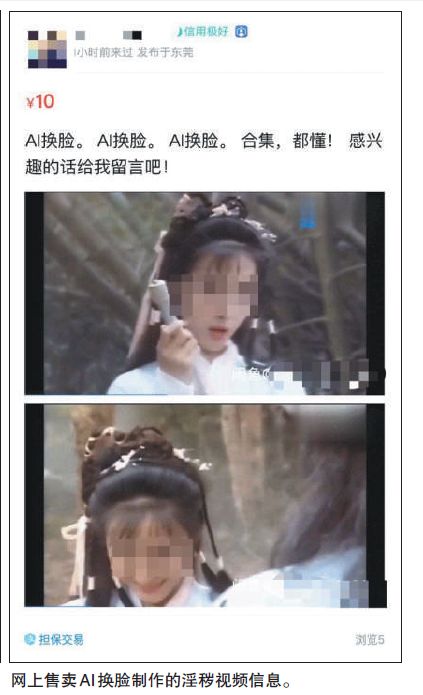 信用极好
小时前来过 发布于东莞
¥10
AI换脸。 AI换脸。 AI换脸。 合集，都懂！ 感兴
趣的话给我留言吧！
担保交易
浏览5
网上售卖AI换脸制作的淫秽视频信息。